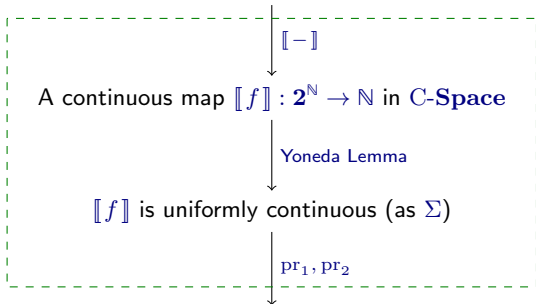 ⟦−⟧
A continuous map ⟦f⟧ : 𝟐^ℕ → ℕ in C-Space
Yoneda Lemma
⟦f⟧ is uniformly continuous (as Σ)
pr₁, pr₂